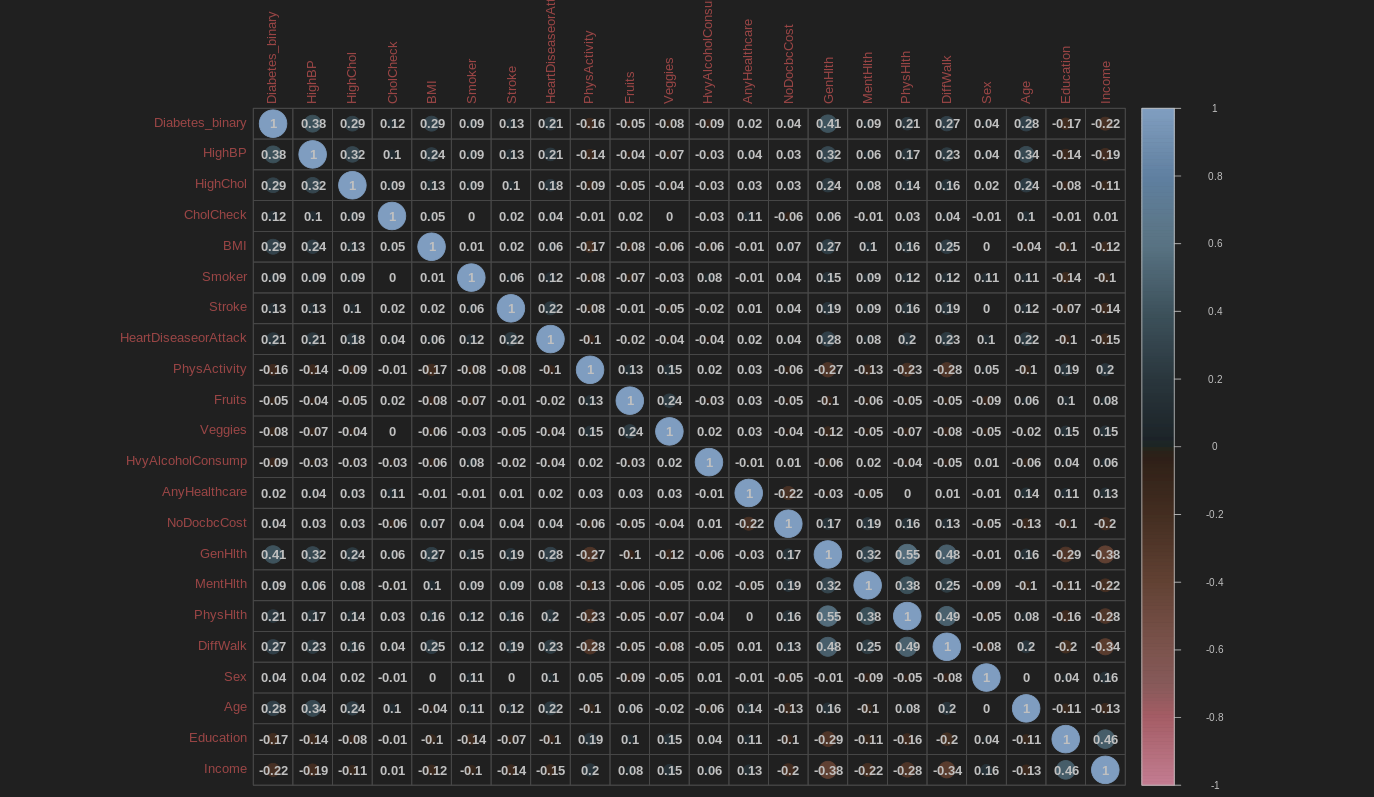 Diabetes_binary HighBP HighChol CholCheck BMI Smoker Stroke HeartDiseaseorAtt PhysActivity Fruits Veggies HvyAlcoholConsu AnyHealthcare NoDocbcCost GenHlth MentHlth PhysHlth DiffWalk Sex Age Education Income
Diabetes_binary 1 0.38 0.29 0.12 0.29 0.09 0.13 0.21 -0.16 -0.05 -0.08 -0.09 0.02 0.04 0.41 0.09 0.21 0.27 0.04 0.28 -0.17 -0.22 1
HighBP 0.38 1 0.32 0.1 0.24 0.09 0.13 0.21 -0.14 -0.04 -0.07 -0.03 0.04 0.03 0.32 0.06 0.17 0.23 0.04 0.34 -0.14 -0.19
HighChol 0.29 0.32 1 0.09 0.13 0.09 0.1 0.18 -0.09 -0.05 -0.04 -0.03 0.03 0.03 0.24 0.08 0.14 0.16 0.02 0.24 -0.08 -0.11 0.8
CholCheck 0.12 0.1 0.09 1 0.05 0 0.02 0.04 -0.01 0.02 0 -0.03 0.11 -0.06 0.06 -0.01 0.03 0.04 -0.01 0.1 -0.01 0.01
BMI 0.29 0.24 0.13 0.05 1 0.01 0.02 0.06 -0.17 -0.08 -0.06 -0.06 -0.01 0.07 0.27 0.1 0.16 0.25 0 -0.04 -0.1 -0.12 0.6
Smoker 0.09 0.09 0.09 0 0.01 1 0.06 0.12 -0.08 -0.07 -0.03 0.08 -0.01 0.04 0.15 0.09 0.12 0.12 0.11 0.11 -0.14 -0.1
Stroke 0.13 0.13 0.1 0.02 0.02 0.06 1 0.22 -0.08 -0.01 -0.05 -0.02 0.01 0.04 0.19 0.09 0.16 0.19 0 0.12 -0.07 -0.14 0.4
HeartDiseaseorAttack 0.21 0.21 0.18 0.04 0.06 0.12 0.22 1 -0.1 -0.02 -0.04 -0.04 0.02 0.04 0.28 0.08 0.2 0.23 0.1 0.22 -0.1 -0.15
PhysActivity -0.16 -0.14 -0.09 -0.01 -0.17 -0.08 -0.08 -0.1 1 0.13 0.15 0.02 0.03 -0.06 -0.27 -0.13 -0.23 -0.28 0.05 -0.1 0.19 0.2 0.2
Fruits -0.05 -0.04 -0.05 0.02 -0.08 -0.07 -0.01 -0.02 0.13 1 0.24 -0.03 0.03 -0.05 -0.1 -0.06 -0.05 -0.05 -0.09 0.06 0.1 0.08
Veggies -0.08 -0.07 -0.04 0 -0.06 -0.03 -0.05 -0.04 0.15 0.24 1 0.02 0.03 -0.04 -0.12 -0.05 -0.07 -0.08 -0.05 -0.02 0.15 0.15 0
HvyAlcoholConsump -0.09 -0.03 -0.03 -0.03 -0.06 0.08 -0.02 -0.04 0.02 -0.03 0.02 1 -0.01 0.01 -0.06 0.02 -0.04 -0.05 0.01 -0.06 0.04 0.06
AnyHealthcare 0.02 0.04 0.03 0.11 -0.01 -0.01 0.01 0.02 0.03 0.03 0.03 -0.01 1 -0.22 -0.03 -0.05 0 0.01 -0.01 0.14 0.11 0.13 -0.2
NoDocbcCost 0.04 0.03 0.03 -0.06 0.07 0.04 0.04 0.04 -0.06 -0.05 -0.04 0.01 -0.22 1 0.17 0.19 0.16 0.13 -0.05 -0.13 -0.1 -0.2
GenHlth 0.41 0.32 0.24 0.06 0.27 0.15 0.19 0.28 -0.27 -0.1 -0.12 -0.06 -0.03 0.17 1 0.32 0.55 0.48 -0.01 0.16 -0.29 -0.38
MentHlth 0.09 0.06 0.08 -0.01 0.1 0.09 0.09 0.08 -0.13 -0.06 -0.05 0.02 -0.05 0.19 0.32 1 0.38 0.25 -0.09 -0.1 -0.11 -0.22 -0.4
PhysHlth 0.21 0.17 0.14 0.03 0.16 0.12 0.16 0.2 -0.23 -0.05 -0.07 -0.04 0 0.16 0.55 0.38 1 0.49 -0.05 0.08 -0.16 -0.28
DiffWalk 0.27 0.23 0.16 0.04 0.25 0.12 0.19 0.23 -0.28 -0.05 -0.08 -0.05 0.01 0.13 0.48 0.25 0.49 1 -0.08 0.2 -0.2 -0.34 -0.6
Sex 0.04 0.04 0.02 -0.01 0 0.11 0 0.1 0.05 -0.09 -0.05 0.01 -0.01 -0.05 -0.01 -0.09 -0.05 -0.08 1 0 0.04 0.16
Age 0.28 0.34 0.24 0.1 -0.04 0.11 0.12 0.22 -0.1 0.06 -0.02 -0.06 0.14 -0.13 0.16 -0.1 0.08 0.2 0 1 -0.11 -0.13 -0.8
Education -0.17 -0.14 -0.08 -0.01 -0.1 -0.14 -0.07 -0.1 0.19 0.1 0.15 0.04 0.11 -0.1 -0.29 -0.11 -0.16 -0.2 0.04 -0.11 1 0.46
Income -0.22 -0.19 -0.11 0.01 -0.12 -0.1 -0.14 -0.15 0.2 0.08 0.15 0.06 0.13 -0.2 -0.38 -0.22 -0.28 -0.34 0.16 -0.13 0.46 1 -1